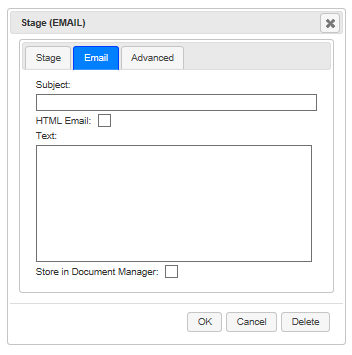 Stage (EMAIL)
Stage Email Advanced
Subject:
HTML Email:
Text:
Store in Document Manager:
OK Cancel Delete